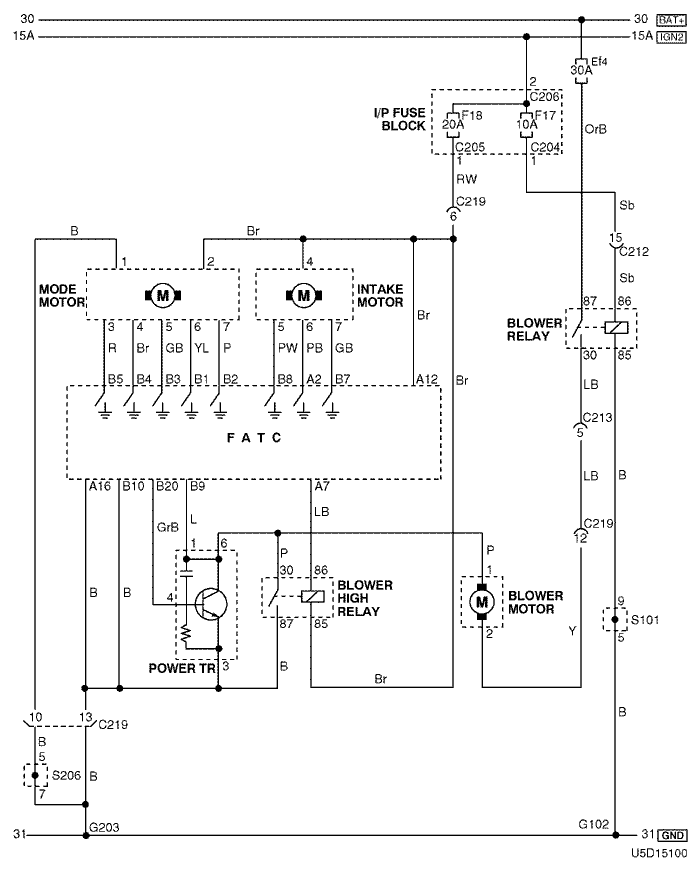 30 30 BAT+
15A 15A IGN2
Ef4
30A
2
C206
I/P FUSE
BLOCK
F18 F17
20A 10A
OrB
C205 C204
1 1
RW
C219
6
Sb
15
C212
Sb
B Br
1 2 4
MODE
MOTOR
M M
INTAKE
MOTOR
87 86
BLOWER
RELAY
3 4 5 6 7 5 6 7
Br
R Br GB YL P PW PB GB
30 85
B5 B4 B3 B1 B2 B8 A2 B7 A12
Br
LB
C213
5
F A T C
LB B
A16 B10 B20 B9 A7
GrB L LB
C219
12
1 6
P P
30 86 1
4
BLOWER
HIGH
RELAY
M
BLOWER
MOTOR
B B
87 85 2
9
S101
5
Y
POWER TR 3 B
Br
10 13 C219
B
B
5
S206 B
7
G203 G102
31 31 GND
U5D15100